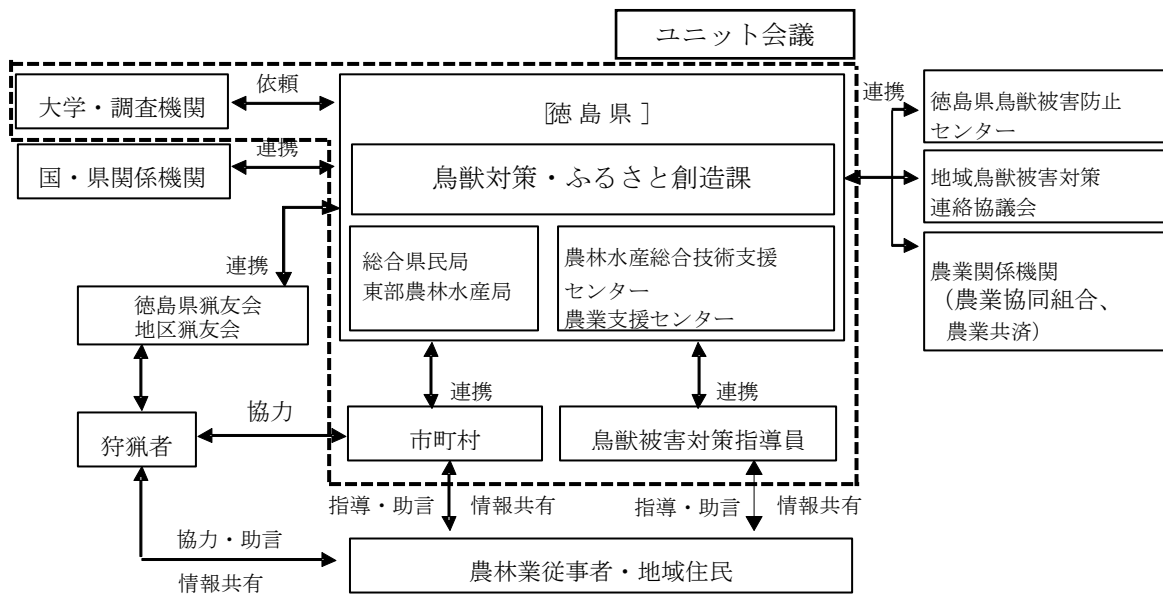 ユニット会議
大学・調査機関
依頼
[徳島県]
連携
徳島県鳥獣被害防止
センター
国・県関係機関
連携
鳥獣対策・ふるさと創造課
地域鳥獣被害対策
連絡協議会
連携
総合県民局
東部農林水産局
農林水産総合技術支援
センター
農業支援センター
農業関係機関
（農業協同組合、
農業共済）
徳島県猟友会
地区猟友会
連携
連携
狩猟者
協力
市町村
鳥獣被害対策指導員
指導・助言
情報共有
指導・助言
情報共有
協力・助言
情報共有
農林業従事者・地域住民